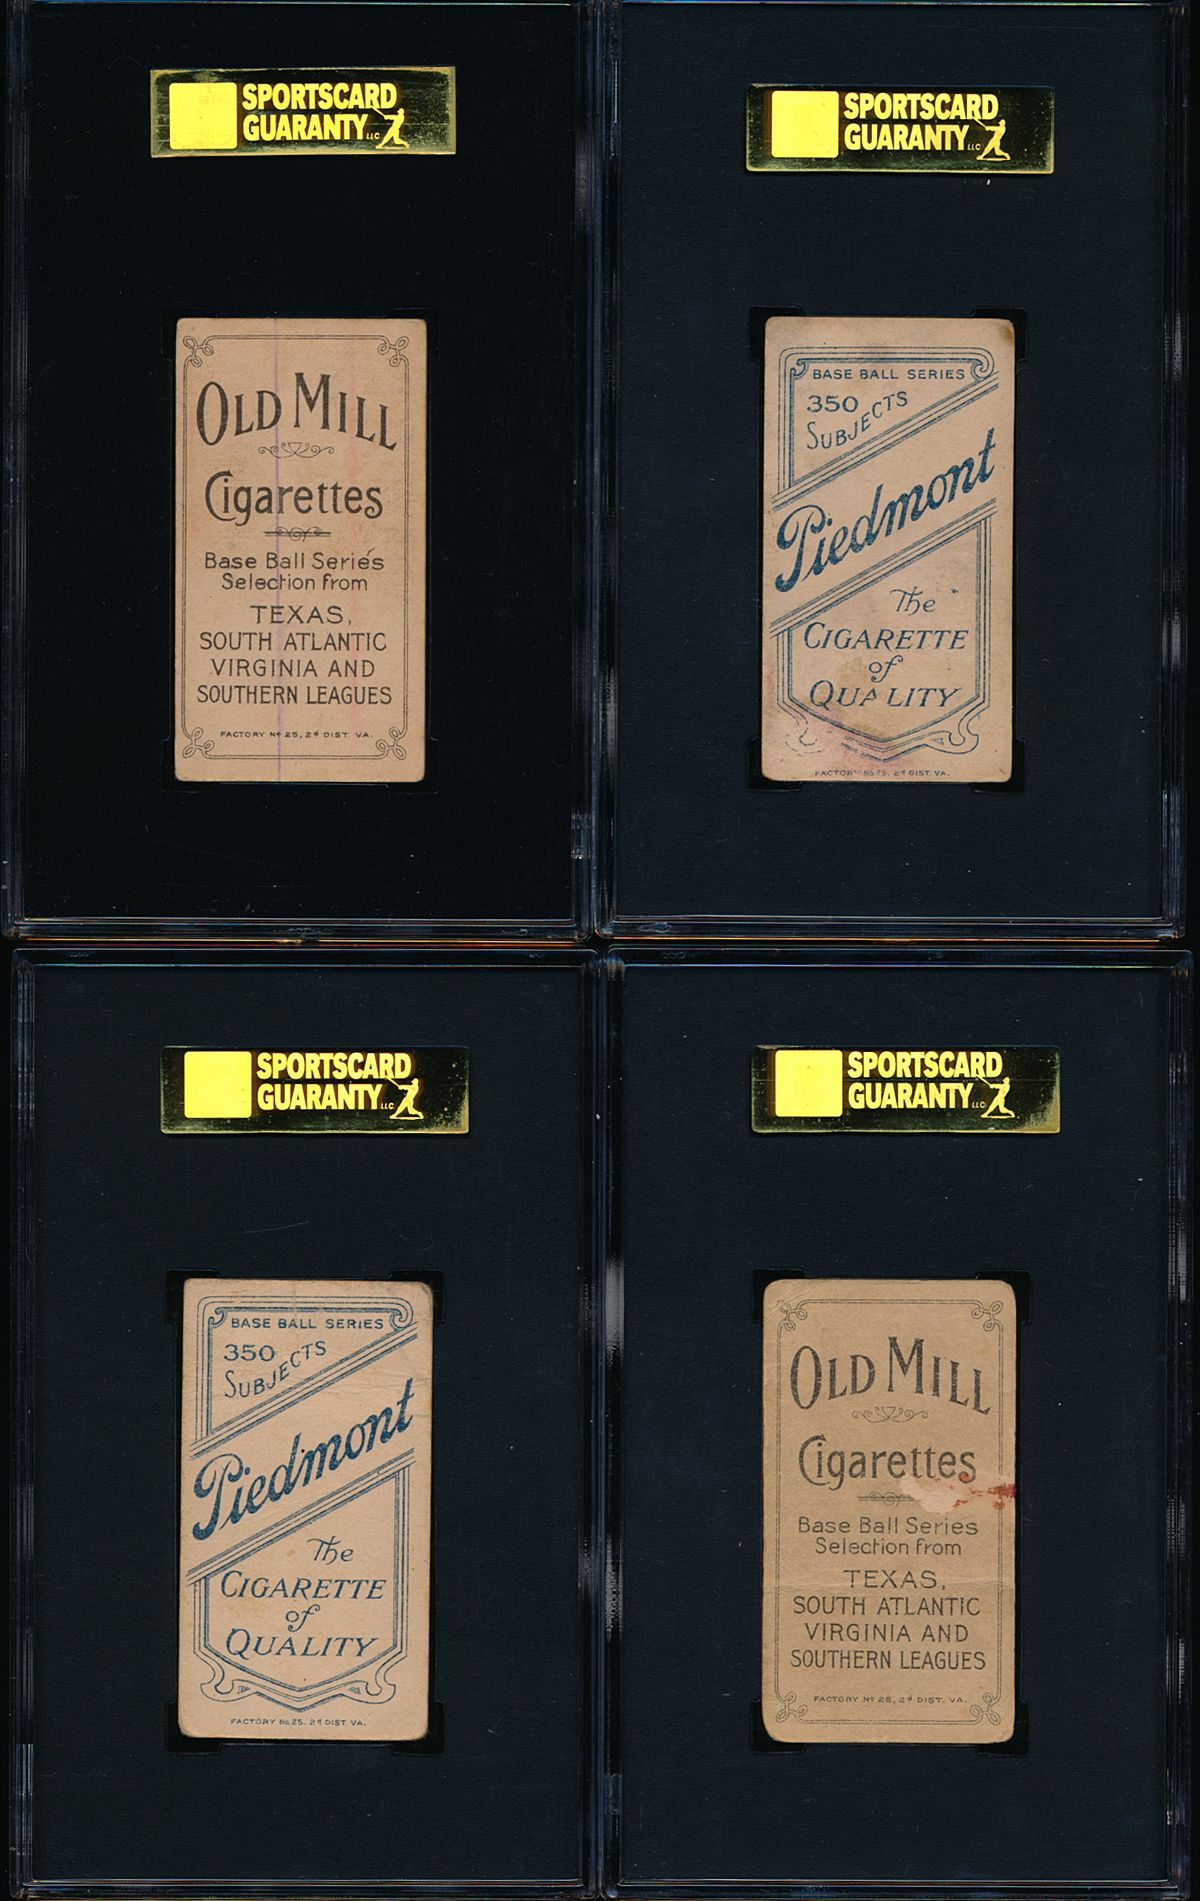 SPORTSCARD
GUARANTY LLC
OLD MILL
Cigarettes
Base Ball Series
Selection from
TEXAS,
SOUTH ATLANTIC
VIRGINIA AND
SOUTHERN LEAGUES
FACTORY No 25, 2d DIST. VA.
SPORTSCARD
GUARANTY LLC
BASE BALL SERIES
350
SUBJECTS
Piedmont
The
CIGARETTE
of
QUALITY
FACTORY No 25. 2d DIST. VA.
SPORTSCARD
GUARANTY LLC
BASE BALL SERIES
350
SUBJECTS
Piedmont
The
CIGARETTE
of
QUALITY
FACTORY No. 25. 2d DIST. VA.
SPORTSCARD
GUARANTY LLC
OLD MILL
Cigarettes
Base Ball Series
Selection from
TEXAS,
SOUTH ATLANTIC
VIRGINIA AND
SOUTHERN LEAGUES
FACTORY No 25, 2d DIST. VA.